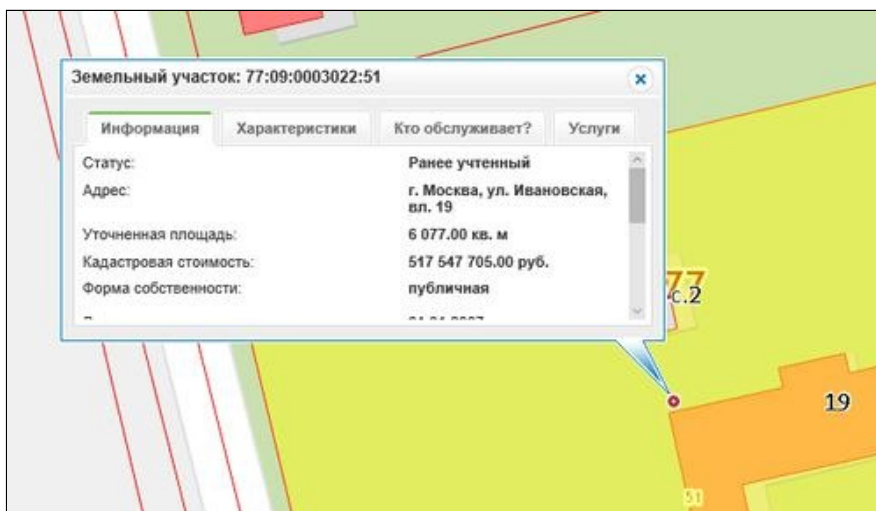 Земельный участок: 77:09:0003022:51
Информация Характеристики Кто обслуживает? Услуги
Статус: Ранее учтенный
Адрес: г. Москва, ул. Ивановская,
вл. 19
Уточненная площадь: 6 077.00 кв. м
Кадастровая стоимость: 517 547 705.00 руб.
Форма собственности: публичная
77
с.2
19
51